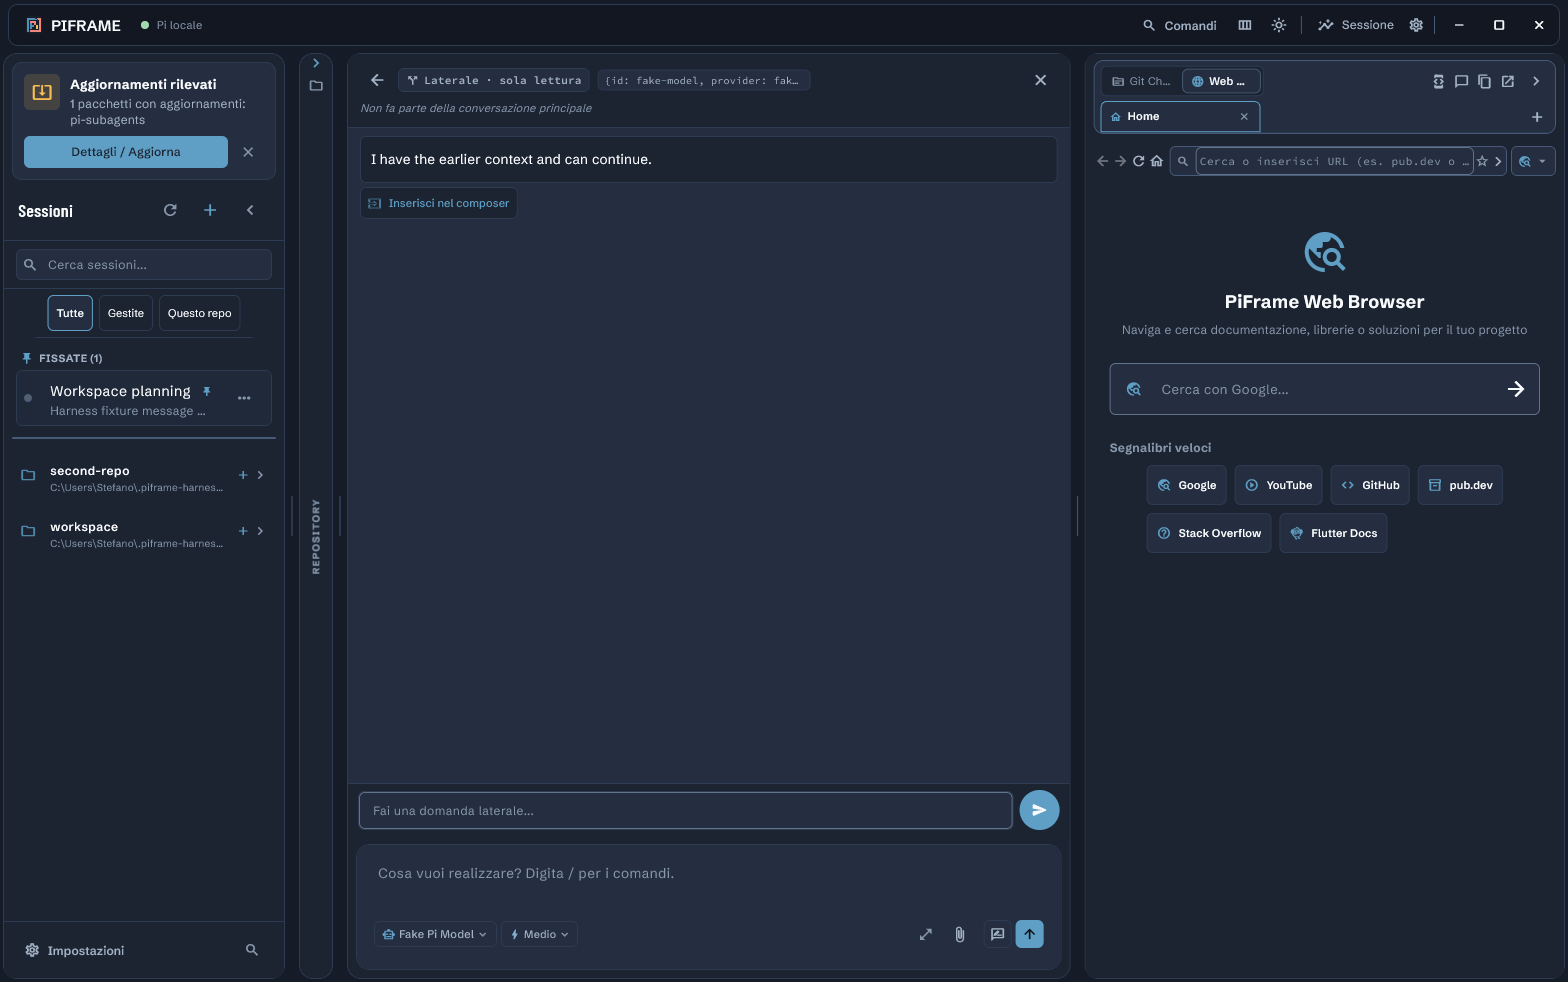 PIFRAME
Pi locale
Comandi
Sessione
Aggiornamenti rilevati
1 pacchetti con aggiornamenti:
pi-subagents
Dettagli / Aggiorna
Sessioni
Cerca sessioni...
Tutte
Gestite
Questo repo
FISSATE (1)
Workspace planning
Harness fixture message ...
second-repo
C:\Users\Stefano\.piframe-harnes...
workspace
C:\Users\Stefano\.piframe-harnes...
Impostazioni
REPOSITORY
Laterale · sola lettura
{id: fake-model, provider: fak…
Non fa parte della conversazione principale
I have the earlier context and can continue.
Inserisci nel composer
Fai una domanda laterale...
Cosa vuoi realizzare? Digita / per i comandi.
Fake Pi Model
Medio
Git Ch...
Web ...
Home
Cerca o inserisci URL (es. pub.dev o …
PiFrame Web Browser
Naviga e cerca documentazione, librerie o soluzioni per il tuo progetto
Cerca con Google...
Segnalibri veloci
Google
YouTube
GitHub
pub.dev
Stack Overflow
Flutter Docs